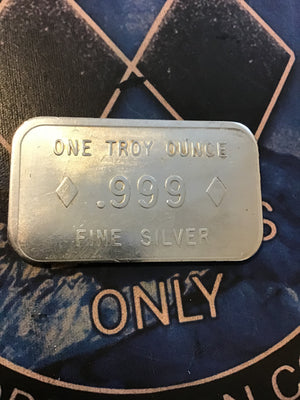 ONE TROY OUNCE
.999
FINE SILVER
ONLY